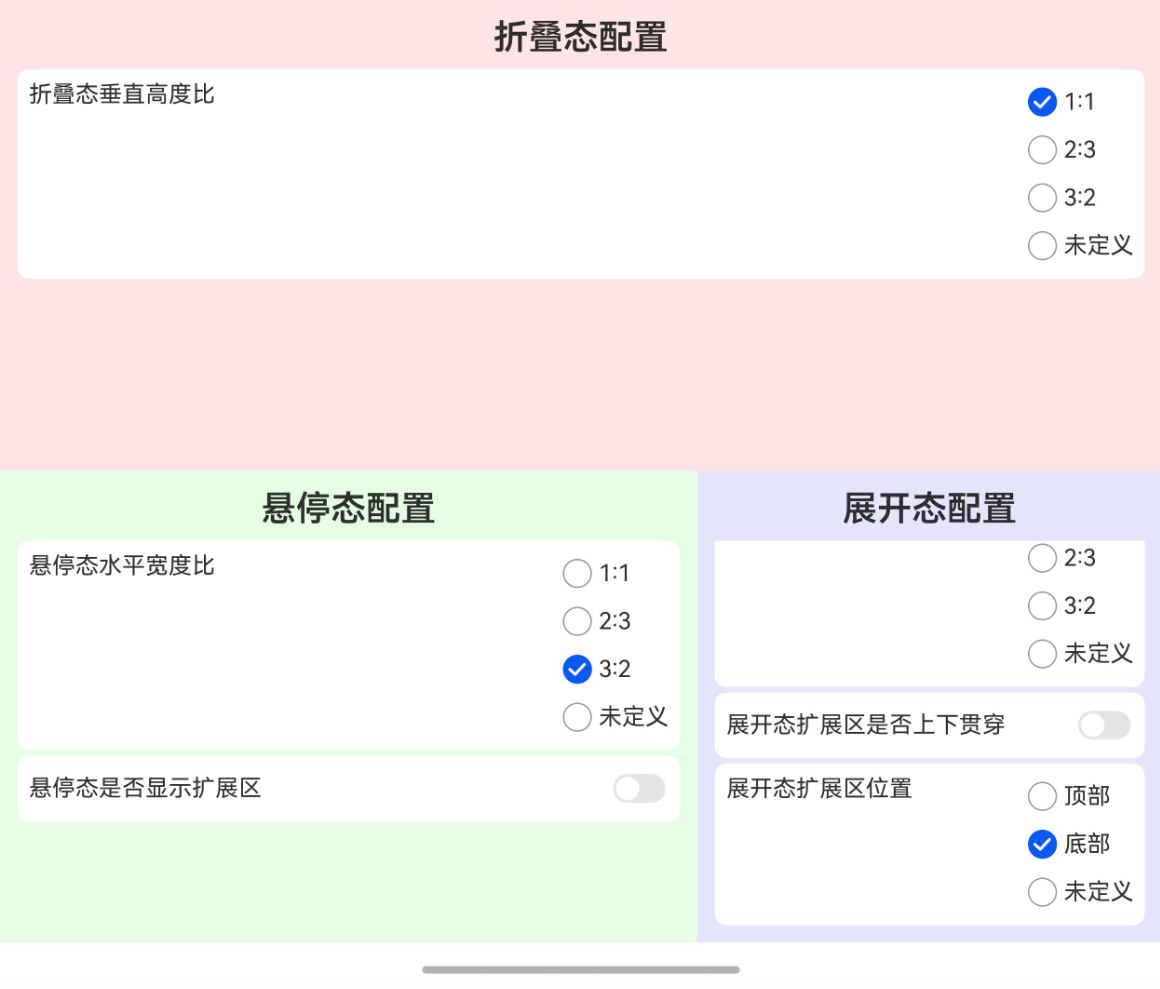 折叠态配置
折叠态垂直高度比
1:1
2:3
3:2
未定义
悬停态配置
悬停态水平宽度比
1:1
2:3
3:2
未定义
悬停态是否显示扩展区
展开态配置
2:3
3:2
未定义
展开态扩展区是否上下贯穿
展开态扩展区位置
顶部
底部
未定义